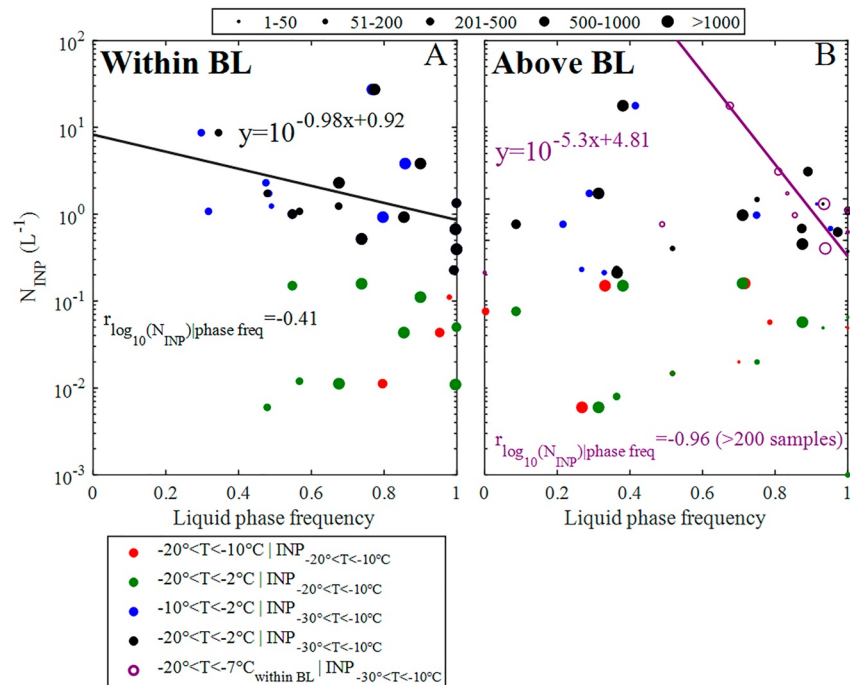 1-50 51-200 201-500 500-1000 >1000
Within BL A
Above BL B
y=10^-0.98x+0.92
y=10^-5.3x+4.81
r_log10(N_INP)|phase freq =-0.41
r_log10(N_INP)|phase freq =-0.96 (>200 samples)
N_INP (L^-1)
10^2
10^1
10^0
10^-1
10^-2
10^-3
0 0.2 0.4 0.6 0.8 1
0.4 0.6 0.8 1
Liquid phase frequency
Liquid phase frequency
-20°<T<-10°C | INP_-20°<T<-10°C
-20°<T<-2°C | INP_-20°<T<-10°C
-10°<T<-2°C | INP_-30°<T<-10°C
-20°<T<-2°C | INP_-30°<T<-10°C
-20°<T<-7°C_within BL | INP_-30°<T<-10°C